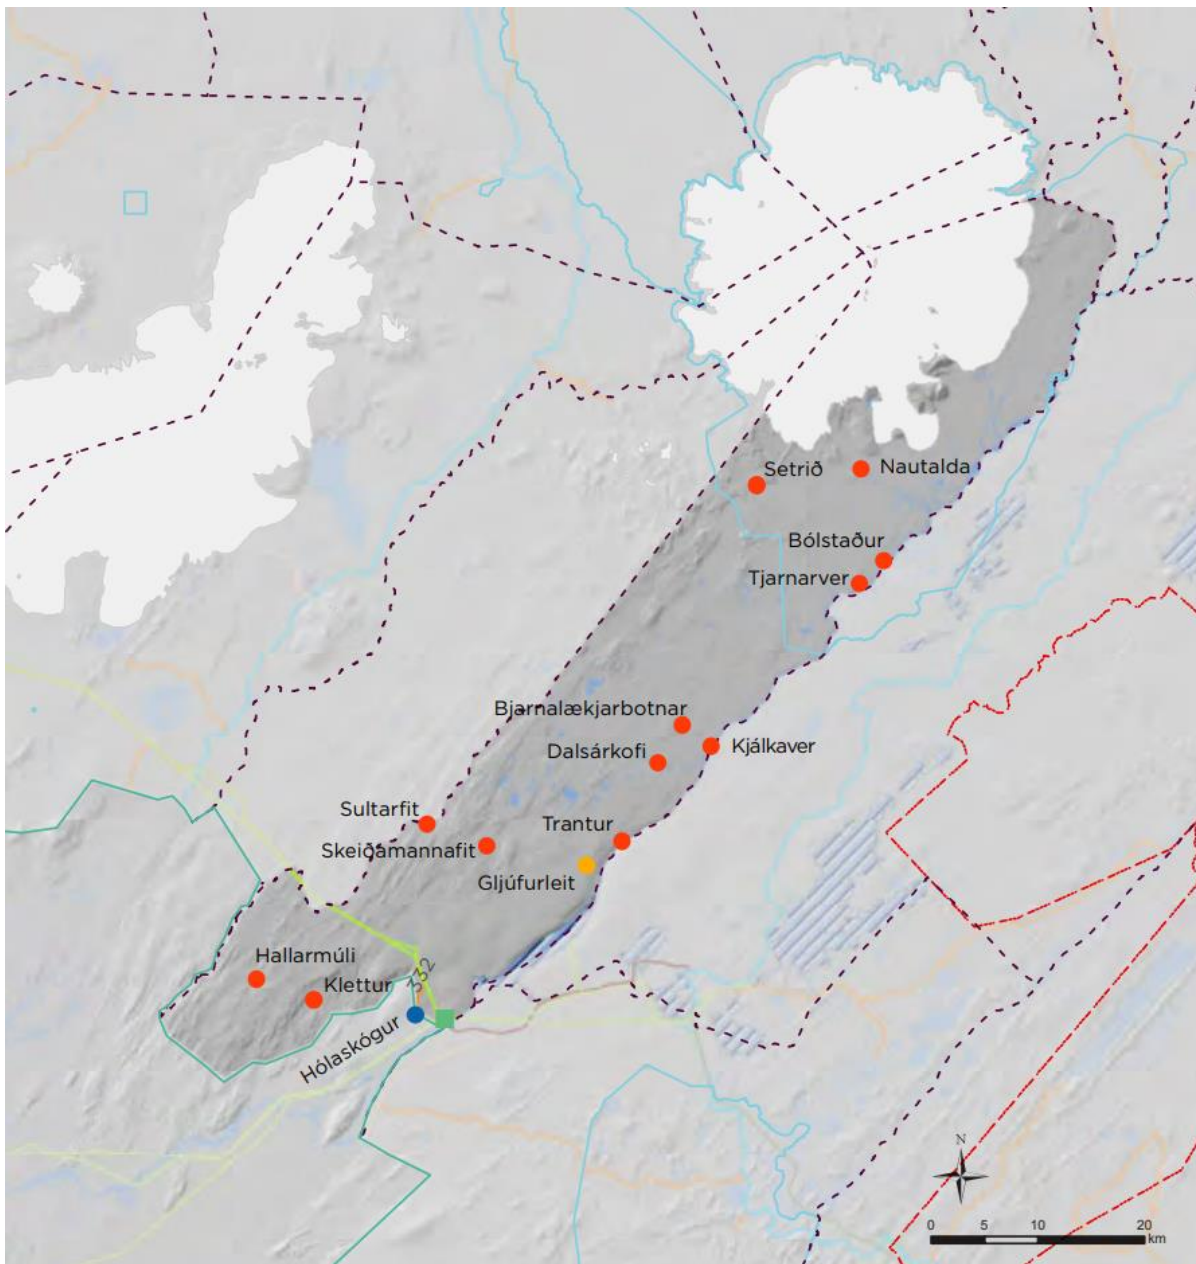 Setrið
Nautalda
Bólstaður
Tjarnarver
Bjarnalækjarbotnar
Kjálkaver
Dalsárkofi
Sultarfit
Trantur
Skeiðamannafit
Gljúfurleit
Hallarmúli
332
Klettur
Hólaskógur
N
0 5 10 20
km